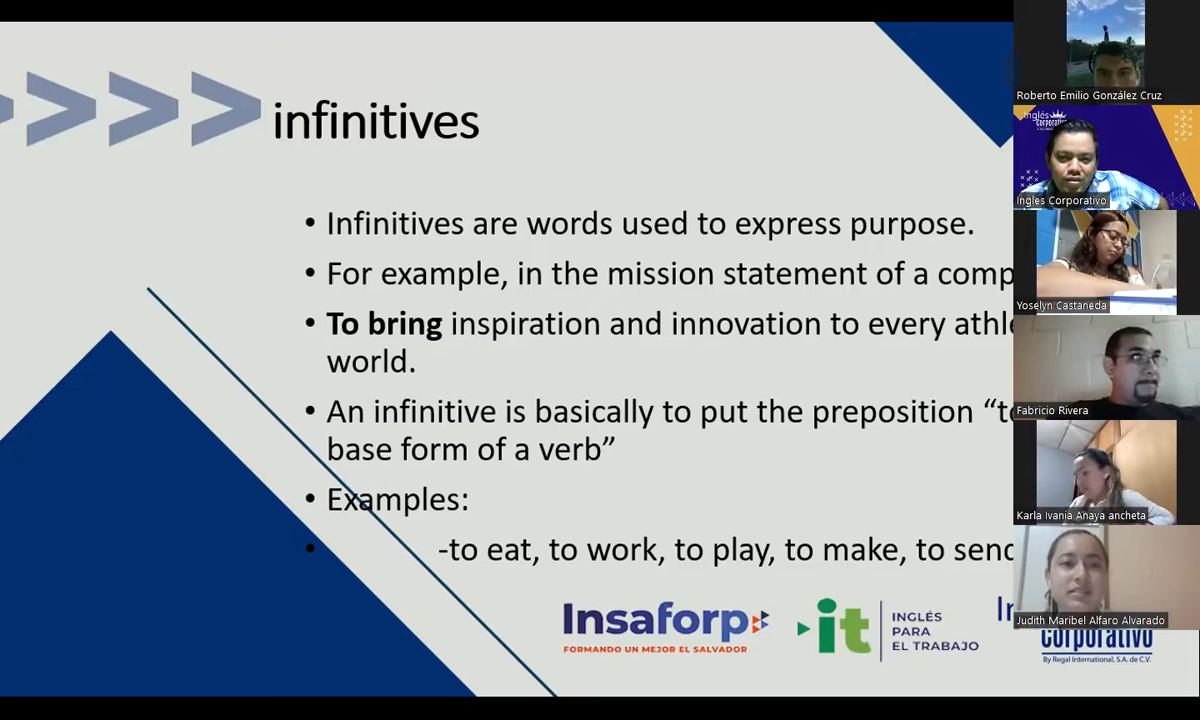 infinitives
• Infinitives are words used to express purpose.
• For example, in the mission statement of a comp
• To bring inspiration and innovation to every athle
world.
• An infinitive is basically to put the preposition “to
base form of a verb”
• Examples:
• -to eat, to work, to play, to make, to send
Insaforp
FORMANDO UN MEJOR EL SALVADOR
it
INGLÉS
PARA
EL TRABAJO
In
corporativo
By Regal International, S.A. de C.V.
Roberto Emilio González Cruz
Inglés
corporativo
Ingles Corporativo
Yoselyn Castaneda
Fabricio Rivera
Karla Ivania Anaya ancheta
Judith Maribel Alfaro Alvarado